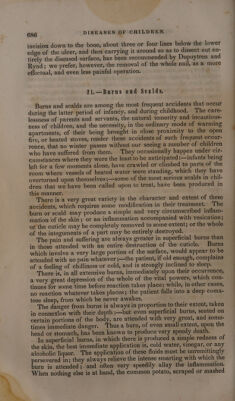 686 DISEASES OF CHILDREN.
incision down to the bone, about three or four lines below the lower
edge of the ulcer, and then carrying it around so as to dissect out en-
tirely the diseased surface, has been recommended by Dupuytren and
Rynd; we prefer, however, the removal of the whole nail, as a more
effectual, and even less painful operation.
21.—Burns and Scalds.
Burns and scalds are among the most frequent accidents that occur
during the latter period of infancy, and during childhood. The care-
lessness of parents and servants, the natural temerity and incautious-
ness of children, and the necessity, in the ordinary mode of warming
apartments, of their being brought in close proximity to the open
fire, or heated stoves, render these accidents of such frequent occur-
rence, that no winter passes without our seeing a number of children
who have suffered from them. They occasionally happen under cir-
cumstances where they were the least to be anticipated:—infants being
left for a few moments alone, have crawled or climbed to parts of the
room where vessels of heated water were standing, which they have
overturned upon themselves;—some of the most serious scalds in chil-
dren that we have been called upon to treat, have been produced in
this manner.
There is a very great variety in the character and extent of these
accidents, which requires some modification in their treatment. The
burn or scald may produce a simple and very circumscribed inflam-
mation of the skin; or an inflammation accompanied with vesication;
or the cuticle may be completely removed to some extent; or the whole
of the integuments of a part may be entirely destroyed.
The pain and suffering are always greater in superficial burns than
in those attended with an entire destruction of the cuticle. Burns
which involve a very large portion of the surface, would appear to be
attended with no pain whatever;—the patient, if old enough, complains
of a feeling of chilliness only, and is strongly inclined to sleep.
There is, in all extensive burns, immediately upon their occurrence,
a very great depression of the whole of the vital powers, which con-
tinues for some time before reaction takes place; while, in other cases,
no reaction whatever takes place; the patient falls into a deep coma-
tose sleep, from which he never awakes.
The danger from burns is always in proportion to their extent, taken
in connection with their depth;—but even superficial burns, seated on
certain portions of the body, are attended with very great, and some-
times immediate danger. Thus a burn, of even small extent, upon the
head or stomach, has been known to produce very speedy death.
In superficial burns, in which there is produced a simple redness of
the skin, the best immediate application is, cold water, vinegar, or any
alcoholic liquor. The application of these fluids must be unremittingly
persevered in; they always relieve the intense smarting with which the
burn is attended; and often very speedily allay the inflammation.
When nothing else is at hand, the common potato, scraped or mashed